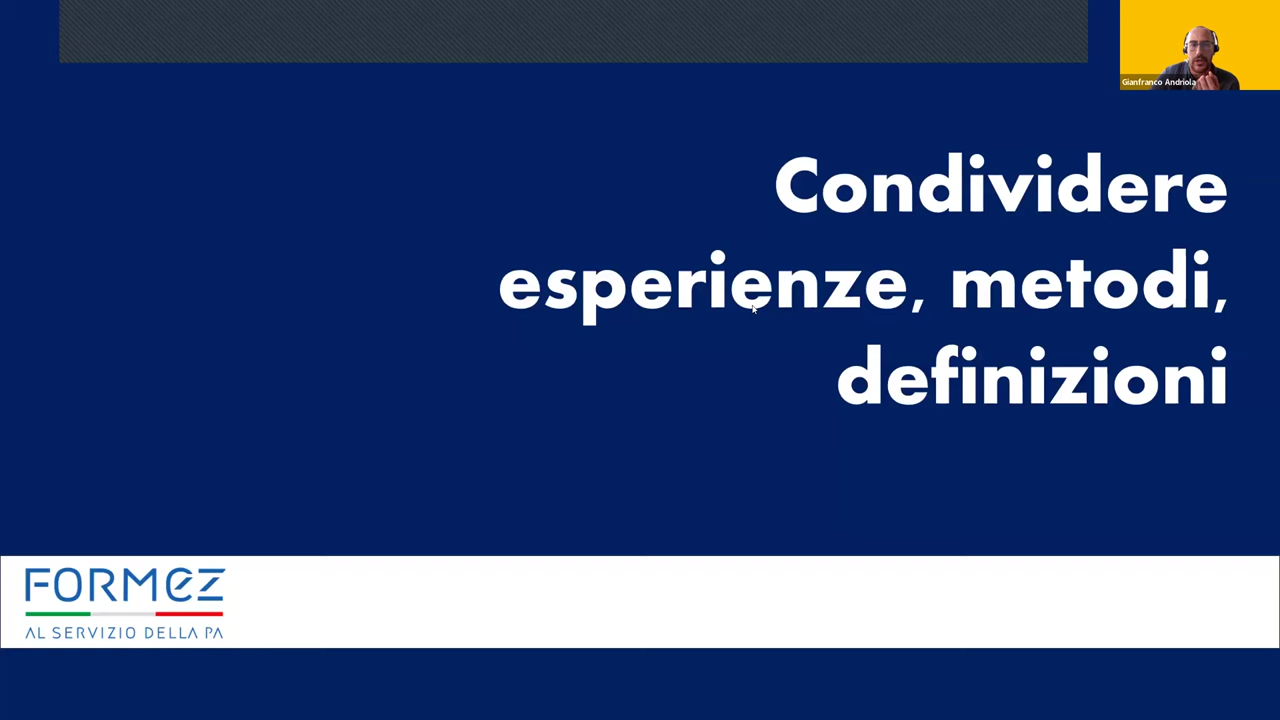 Gianfranco Andriola
Condividere
esperienze, metodi,
definizioni
FORMEZ
AL SERVIZIO DELLA PA